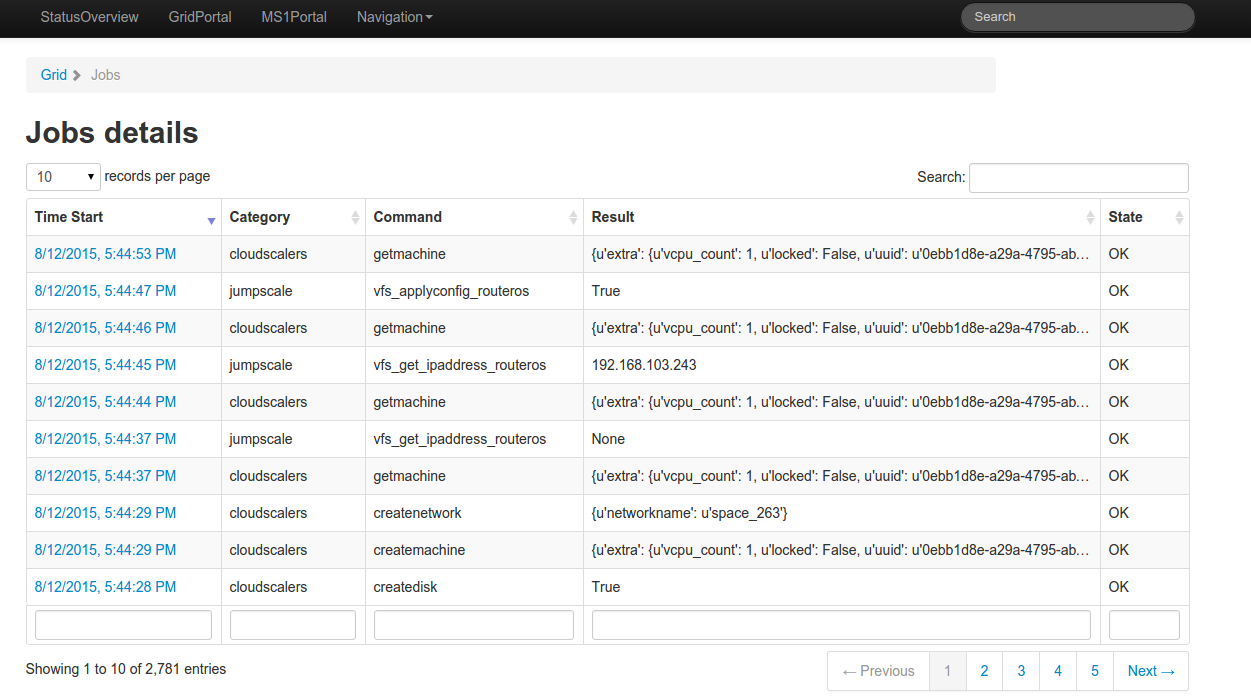 StatusOverview GridPortal MS1Portal Navigation Search
Grid Jobs
Jobs details
10 records per page Search:
Time Start Category Command Result State
8/12/2015, 5:44:53 PM cloudscalers getmachine {u'extra': {u'vcpu_count': 1, u'locked': False, u'uuid': u'0ebb1d8e-a29a-4795-ab... OK
8/12/2015, 5:44:47 PM jumpscale vfs_applyconfig_routeros True OK
8/12/2015, 5:44:46 PM cloudscalers getmachine {u'extra': {u'vcpu_count': 1, u'locked': False, u'uuid': u'0ebb1d8e-a29a-4795-ab... OK
8/12/2015, 5:44:45 PM jumpscale vfs_get_ipaddress_routeros 192.168.103.243 OK
8/12/2015, 5:44:44 PM cloudscalers getmachine {u'extra': {u'vcpu_count': 1, u'locked': False, u'uuid': u'0ebb1d8e-a29a-4795-ab... OK
8/12/2015, 5:44:37 PM jumpscale vfs_get_ipaddress_routeros None OK
8/12/2015, 5:44:37 PM cloudscalers getmachine {u'extra': {u'vcpu_count': 1, u'locked': False, u'uuid': u'0ebb1d8e-a29a-4795-ab... OK
8/12/2015, 5:44:29 PM cloudscalers createnetwork {u'networkname': u'space_263'} OK
8/12/2015, 5:44:29 PM cloudscalers createmachine {u'extra': {u'vcpu_count': 1, u'locked': False, u'uuid': u'0ebb1d8e-a29a-4795-ab... OK
8/12/2015, 5:44:28 PM cloudscalers createdisk True OK
Showing 1 to 10 of 2,781 entries ← Previous 1 2 3 4 5 Next →